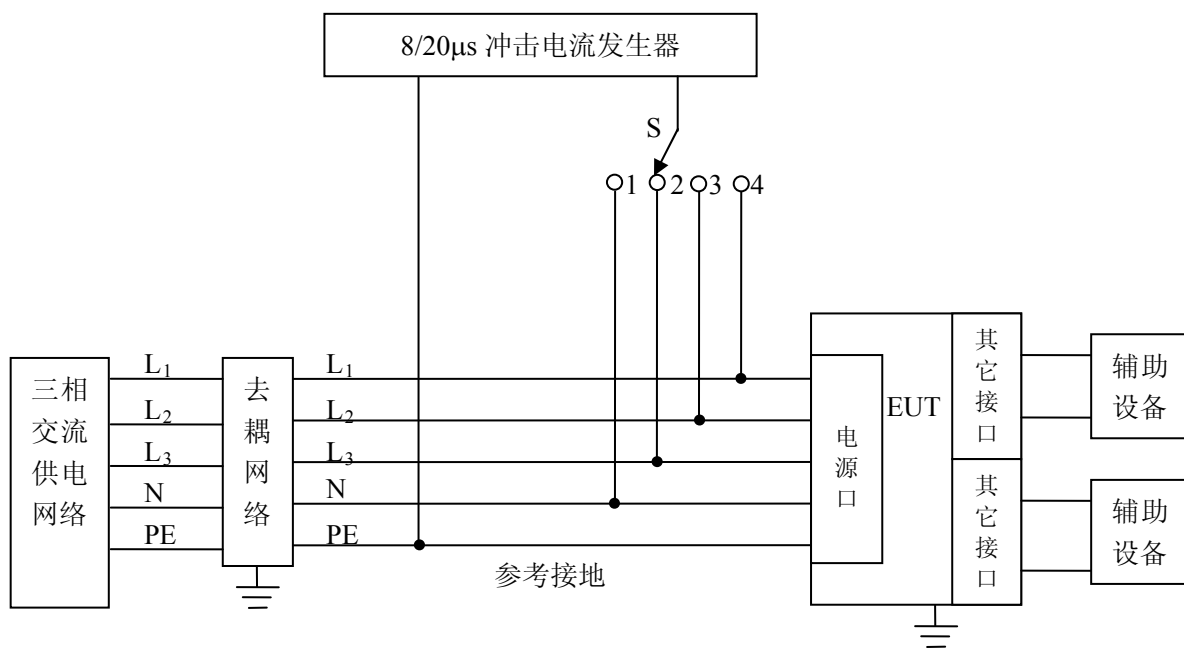 8/20μs 冲击电流发生器
S
1
2
3
4
三相
交流
供电
网络
L1
L2
L3
N
PE
去
耦
网
络
L1
L2
L3
N
PE
参考接地
电
源
口
EUT
其
它
接
口
其
它
接
口
辅助
设备
辅助
设备